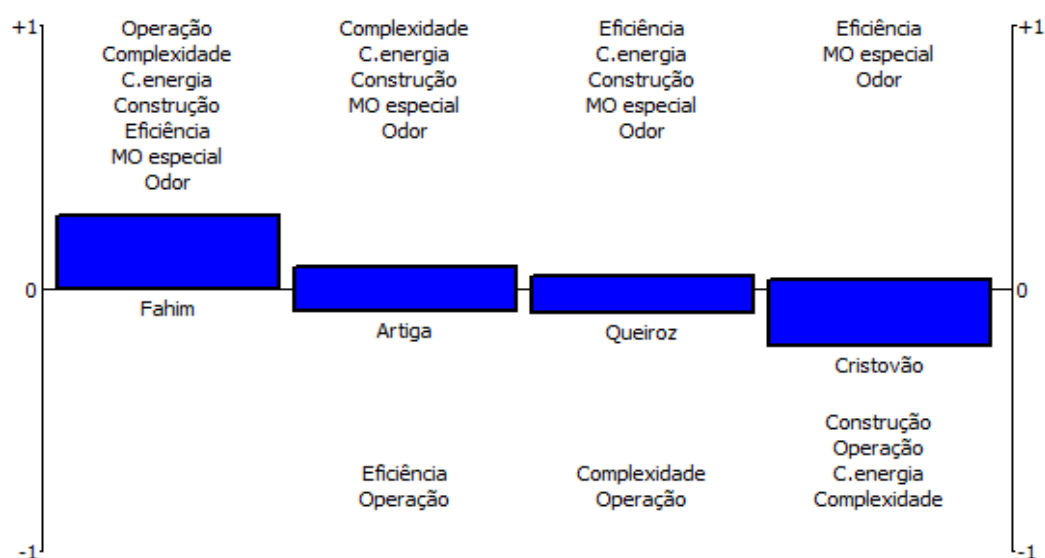 +1
Operação
Complexidade
C.energia
Construção
Eficiência
MO especial
Odor
Complexidade
C.energia
Construção
MO especial
Odor
Eficiência
C.energia
Construção
MO especial
Odor
Eficiência
MO especial
Odor
+1
0
Fahim
Artiga
Queiroz
Cristovão
0
Eficiência
Operação
Complexidade
Operação
Construção
Operação
C.energia
Complexidade
-1
-1